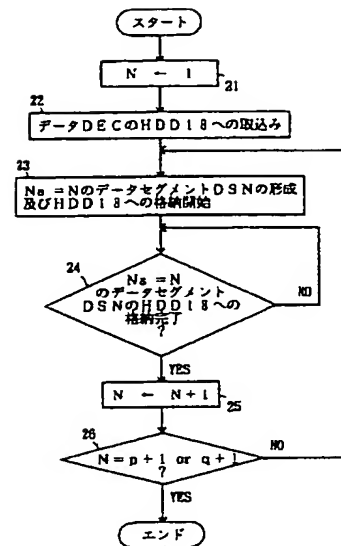 スタート
N ← 1
21
22
データDECのHDD18への取込み
23
Ns =NのデータセグメントDSNの形成
及びHDD18への格納開始
24
Ns =N
のデータセグメント
DSNのHDD18への
格納完了
?
NO
YES
N ← N+1
25
26
N=p+1 or q+1
?
NO
YES
エンド